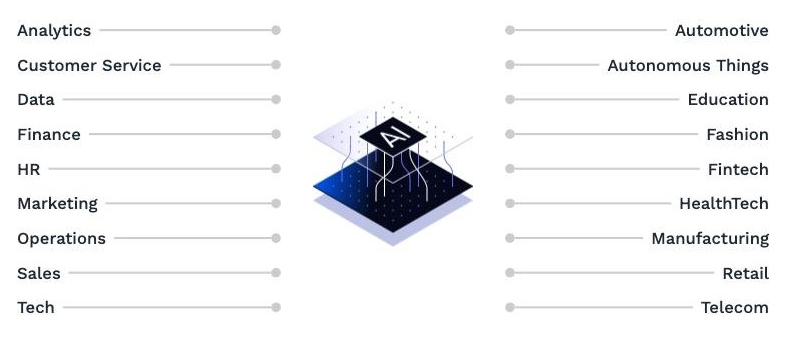 Analytics
Customer Service
Data
Finance
HR
Marketing
Operations
Sales
Tech
AI
Automotive
Autonomous Things
Education
Fashion
Fintech
HealthTech
Manufacturing
Retail
Telecom